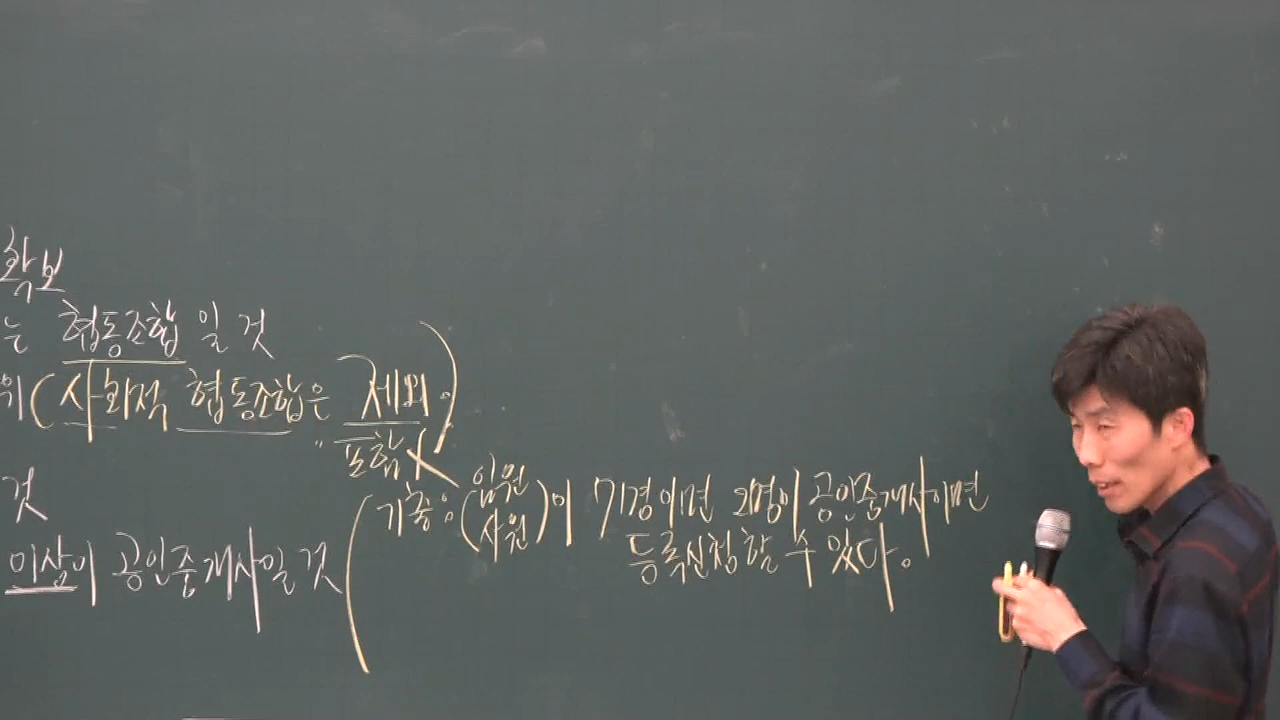 확보
는 협동조합 일 것
위 (사회적 협동조합은 제외.)
포함 X
것
이상이 공인중개사일 것
(기출: (임원
사원)이 7명이면 2명이 공인중개사이면
등록신청할 수 있다.